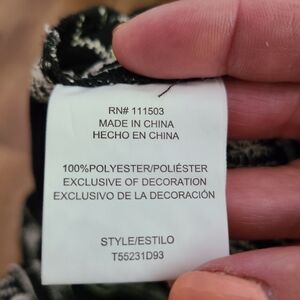 RN# 111503
MADE IN CHINA
HECHO EN CHINA
100%POLYESTER/POLIÉSTER
EXCLUSIVE OF DECORATION
EXCLUSIVO DE LA DECORACIÓN
STYLE/ESTILO
T55231D93